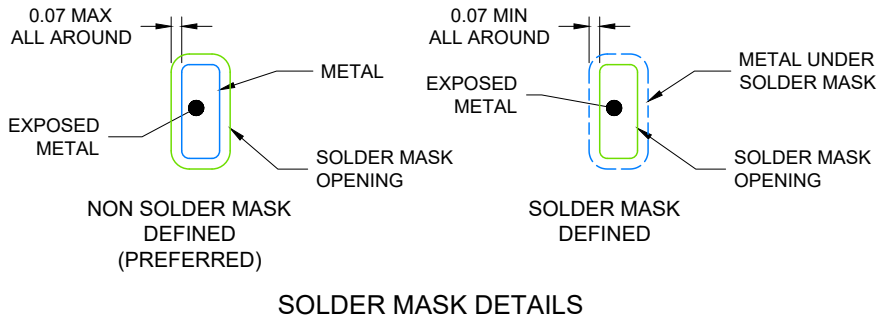 0.07 MAX
ALL AROUND
METAL
EXPOSED
METAL
SOLDER MASK
OPENING
NON SOLDER MASK
DEFINED
(PREFERRED)
0.07 MIN
ALL AROUND
METAL UNDER
SOLDER MASK
EXPOSED
METAL
SOLDER MASK
OPENING
SOLDER MASK
DEFINED
SOLDER MASK DETAILS